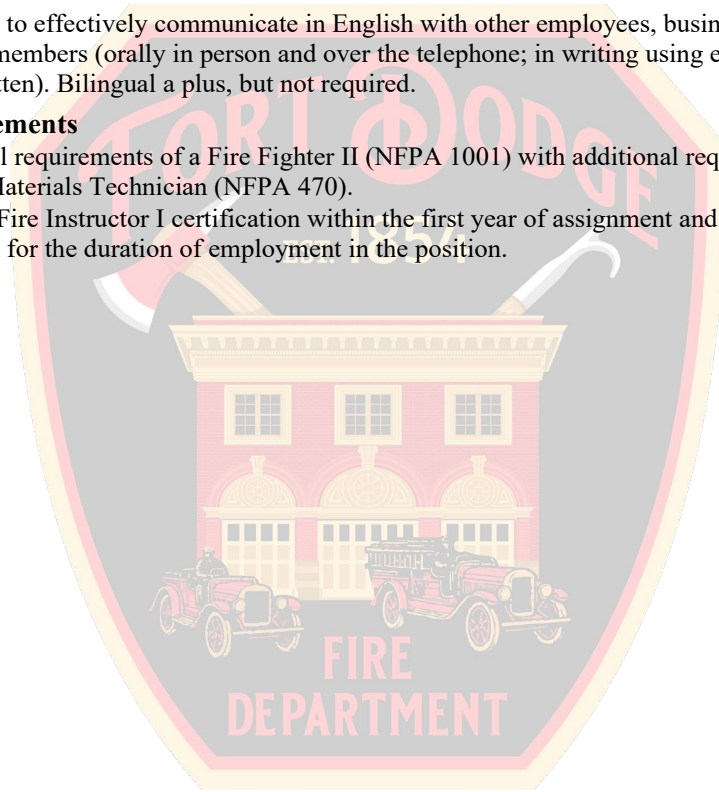 to effectively communicate in English with other employees, busin
members (orally in person and over the telephone; in writing using e
tten). Bilingual a plus, but not required.
ements
l requirements of a Fire Fighter II (NFPA 1001) with additional req
Materials Technician (NFPA 470).
Fire Instructor I certification within the first year of assignment and
for the duration of employment in the position.
FORT DODGE
EST. 1854
FIRE
DEPARTMENT